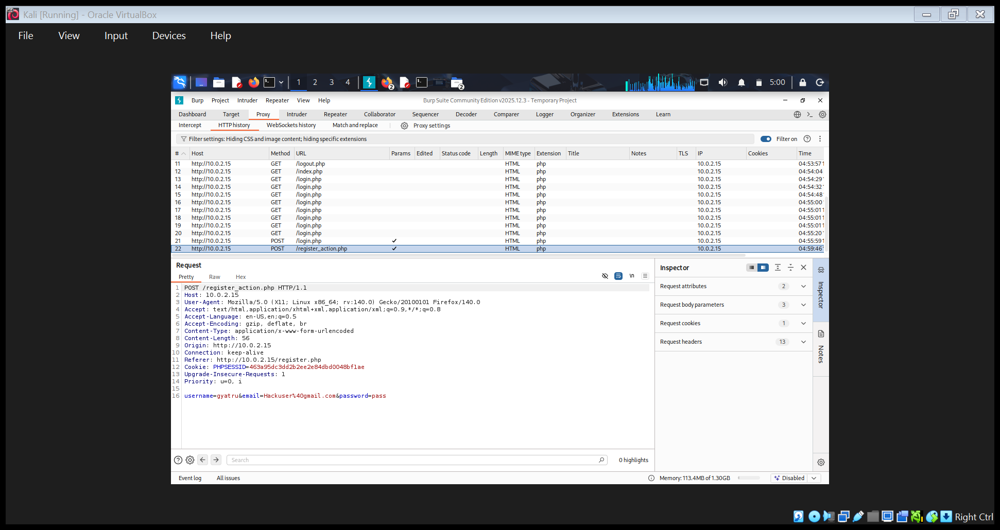 Kali [Running] - Oracle VirtualBox
File View Input Devices Help
1 2 3 4 2 2 5:00
Burp Project Intruder Repeater View Help Burp Suite Community Edition v2025.12.3 - Temporary Project
Dashboard Target Proxy Intruder Repeater Collaborator Sequencer Decoder Comparer Logger Organizer Extensions Learn
Intercept HTTP history WebSockets history Match and replace Proxy settings
Filter settings: Hiding CSS and image content; hiding specific extensions Filter on
# Host Method URL Params Edited Status code Length MIME type Extension Title Notes TLS IP Cookies Time
11 http://10.0.2.15 GET /logout.php HTML php 10.0.2.15 04:53:57 1
12 http://10.0.2.15 GET /index.php HTML php 10.0.2.15 04:54:04
13 http://10.0.2.15 GET /login.php HTML php 10.0.2.15 04:54:29
14 http://10.0.2.15 GET /login.php HTML php 10.0.2.15 04:54:32
15 http://10.0.2.15 GET /login.php HTML php 10.0.2.15 04:54:48
16 http://10.0.2.15 GET /login.php HTML php 10.0.2.15 04:55:00
17 http://10.0.2.15 GET /login.php HTML php 10.0.2.15 04:55:01 1
18 http://10.0.2.15 GET /login.php HTML php 10.0.2.15 04:55:01 1
19 http://10.0.2.15 GET /login.php HTML php 10.0.2.15 04:55:01 1
20 http://10.0.2.15 GET /login.php HTML php 10.0.2.15 04:55:20
21 http://10.0.2.15 POST /login.php ✓ HTML php 10.0.2.15 04:55:59
22 http://10.0.2.15 POST /register_action.php ✓ HTML php 10.0.2.15 04:59:46
Request
Pretty Raw Hex \n
1 POST /register_action.php HTTP/1.1
2 Host: 10.0.2.15
3 User-Agent: Mozilla/5.0 (X11; Linux x86_64; rv:140.0) Gecko/20100101 Firefox/140.0
4 Accept: text/html,application/xhtml+xml,application/xml;q=0.9,*/*;q=0.8
5 Accept-Language: en-US,en;q=0.5
6 Accept-Encoding: gzip, deflate, br
7 Content-Type: application/x-www-form-urlencoded
8 Content-Length: 56
9 Origin: http://10.0.2.15
10 Connection: keep-alive
11 Referer: http://10.0.2.15/register.php
12 Cookie: PHPSESSID=463a95dc3dd2b2ee2e84dbd0048bf1ae
13 Upgrade-Insecure-Requests: 1
14 Priority: u=0, i
15
16 username=gyatru&email=Hackuser%40gmail.com&password=pass
Inspector
Request attributes 2
Request body parameters 3
Request cookies 1
Request headers 13
Inspector
Notes
Search 0 highlights
Event log All issues Memory: 113.4MB of 1.30GB Disabled
Right Ctrl